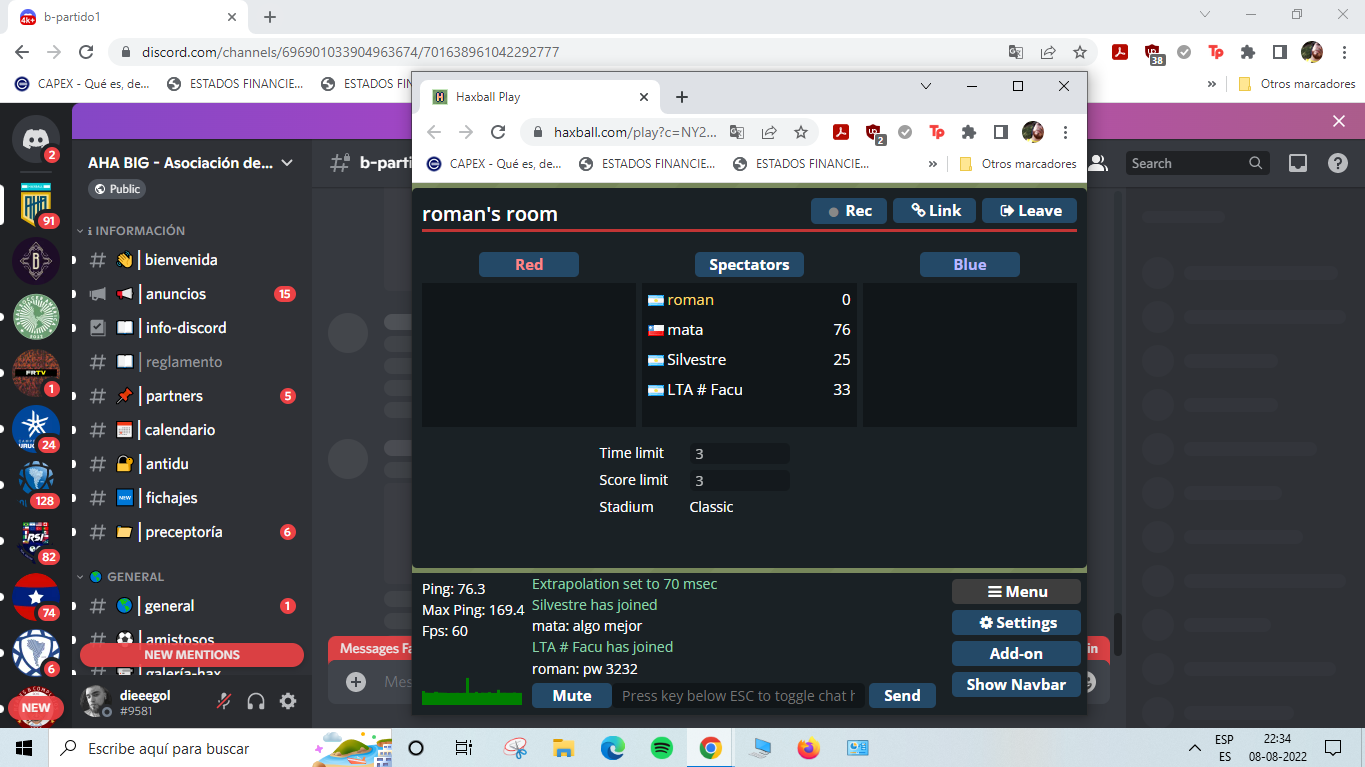 b-partido1
discord.com/channels/696901033904963674/701638961042292777
38
CAPEX - Qué es, de...
ESTADOS FINANCIE...
ESTADOS FIN
Otros marcadores
Haxball Play
haxball.com/play?c=NY2...
2
CAPEX - Qué es, de...
ESTADOS FINANCIE...
ESTADOS FINANCIE...
Otros marcadores
AHA BIG - Asociación de...
Public
b-parti
Search
INFORMACIÓN
bienvenida
anuncios
15
info-discord
reglamento
partners
5
calendario
antidu
fichajes
preceptoría
6
GENERAL
general
1
amistosos
galería-hax
NEW MENTIONS
dieeegol
#9581
2
91
1
24
128
82
74
6
NEW
roman's room
Rec
Link
Leave
Red
Spectators
Blue
roman 0
mata 76
Silvestre 25
LTA # Facu 33
Time limit 3
Score limit 3
Stadium Classic
Ping: 76.3
Max Ping: 169.4
Fps: 60
Extrapolation set to 70 msec
Silvestre has joined
mata: algo mejor
LTA # Facu has joined
roman: pw 3232
Mute
Press key below ESC to toggle chat h
Send
Menu
Settings
Add-on
Show Navbar
Messages Fa
Mes
in
Escribe aquí para buscar
ESP
ES
22:34
08-08-2022